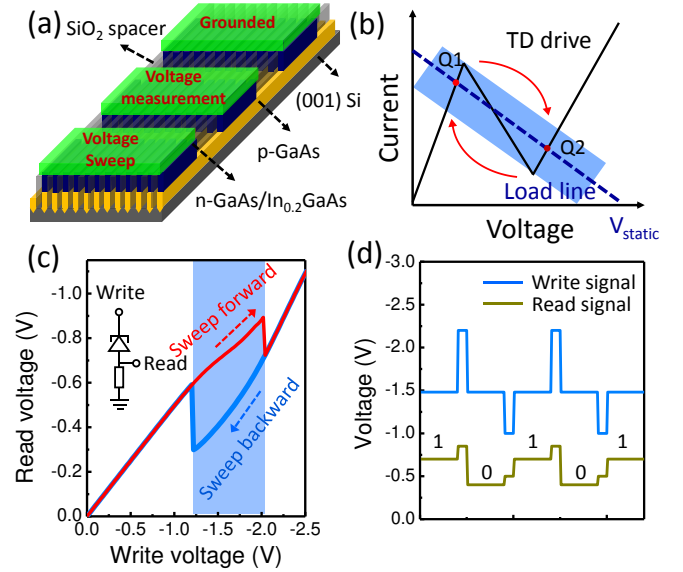 (a)
SiO2 spacer
Grounded
Voltage
measurement
Voltage
Sweep
(001) Si
p-GaAs
n-GaAs/In0.2GaAs
(b)
Current
Q1
TD drive
Q2
Load line
Voltage
Vstatic
(c)
Read voltage (V)
-1.0
-0.8
-0.6
-0.4
-0.2
0.0
Write
Read
Sweep forward
Sweep backward
0.0
-0.5
-1.0
-1.5
-2.0
-2.5
Write voltage (V)
(d)
Voltage (V)
-3.0
-2.5
-2.0
-1.5
-1.0
-0.5
0.0
Write signal
Read signal
1
0
1
0
1